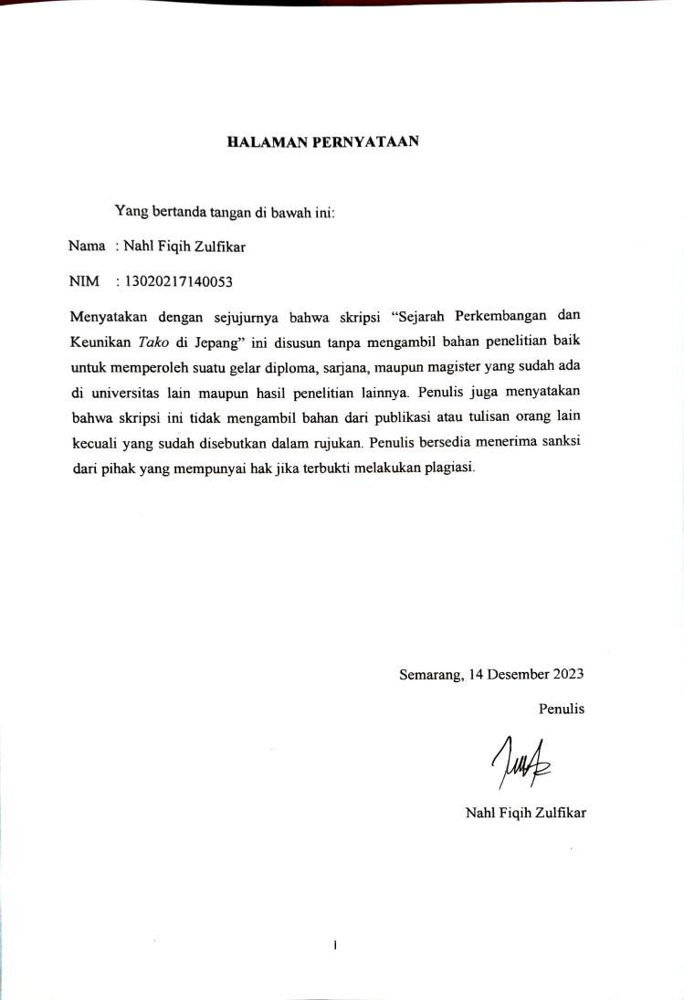 HALAMAN PERNYATAAN
Yang bertanda tangan di bawah ini:
Nama : Nahl Fiqih Zulfikar
NIM : 13020217140053
Menyatakan dengan sejujurnya bahwa skripsi “Sejarah Perkembangan dan
Keunikan Tako di Jepang” ini disusun tanpa mengambil bahan penelitian baik
untuk memperoleh suatu gelar diploma, sarjana, maupun magister yang sudah ada
di universitas lain maupun hasil penelitian lainnya. Penulis juga menyatakan
bahwa skripsi ini tidak mengambil bahan dari publikasi atau tulisan orang lain
kecuali yang sudah disebutkan dalam rujukan. Penulis bersedia menerima sanksi
dari pihak yang mempunyai hak jika terbukti melakukan plagiasi.
Semarang, 14 Desember 2023
Penulis
Nahl Fiqih Zulfikar